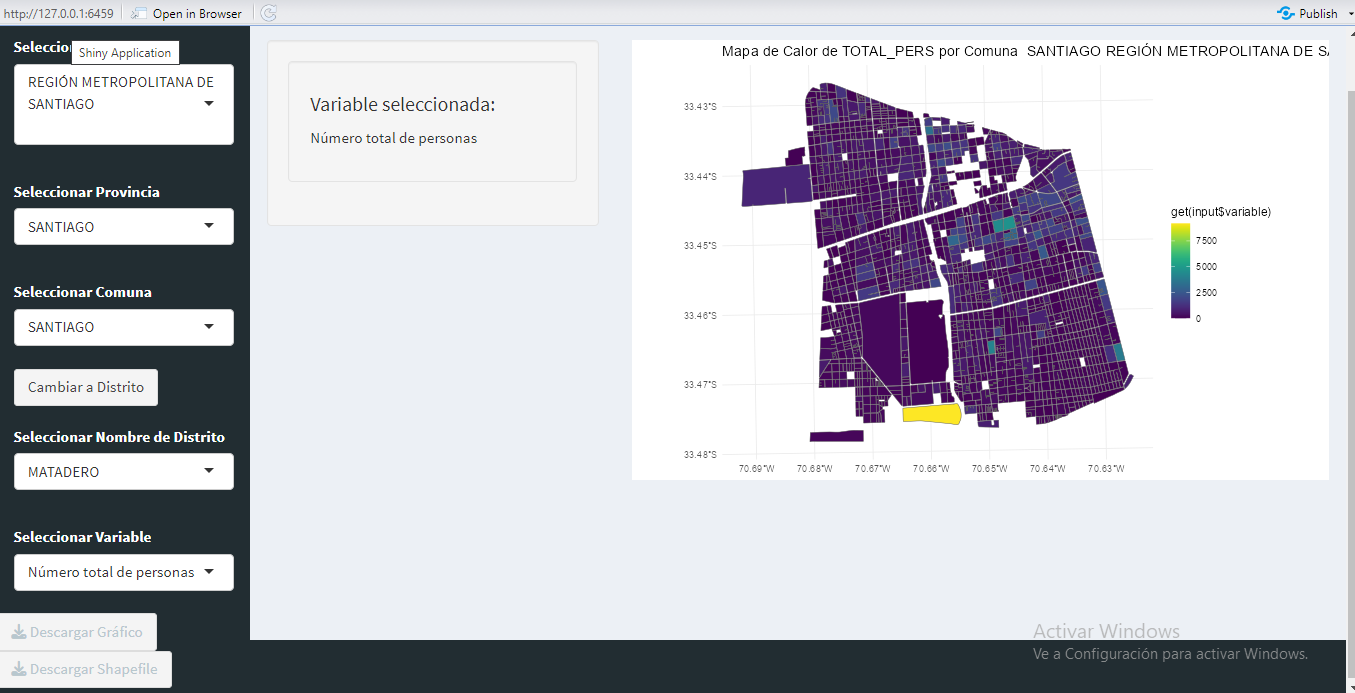 http://127.0.0.1:6459
Open in Browser
Publish
Seleccio
Shiny Application
REGIÓN METROPOLITANA DE
SANTIAGO
Seleccionar Provincia
SANTIAGO
Seleccionar Comuna
SANTIAGO
Cambiar a Distrito
Seleccionar Nombre de Distrito
MATADERO
Seleccionar Variable
Número total de personas
Descargar Gráfico
Descargar Shapefile
Variable seleccionada:
Número total de personas
Mapa de Calor de TOTAL_PERS por Comuna  SANTIAGO REGIÓN METROPOLITANA DE SA
33.43°S
33.44°S
33.45°S
33.46°S
33.47°S
33.48°S
70.69°W 70.68°W 70.67°W 70.66°W 70.65°W 70.64°W 70.63°W
get(input$variable)
7500
5000
2500
0
Activar Windows
Ve a Configuración para activar Windows.